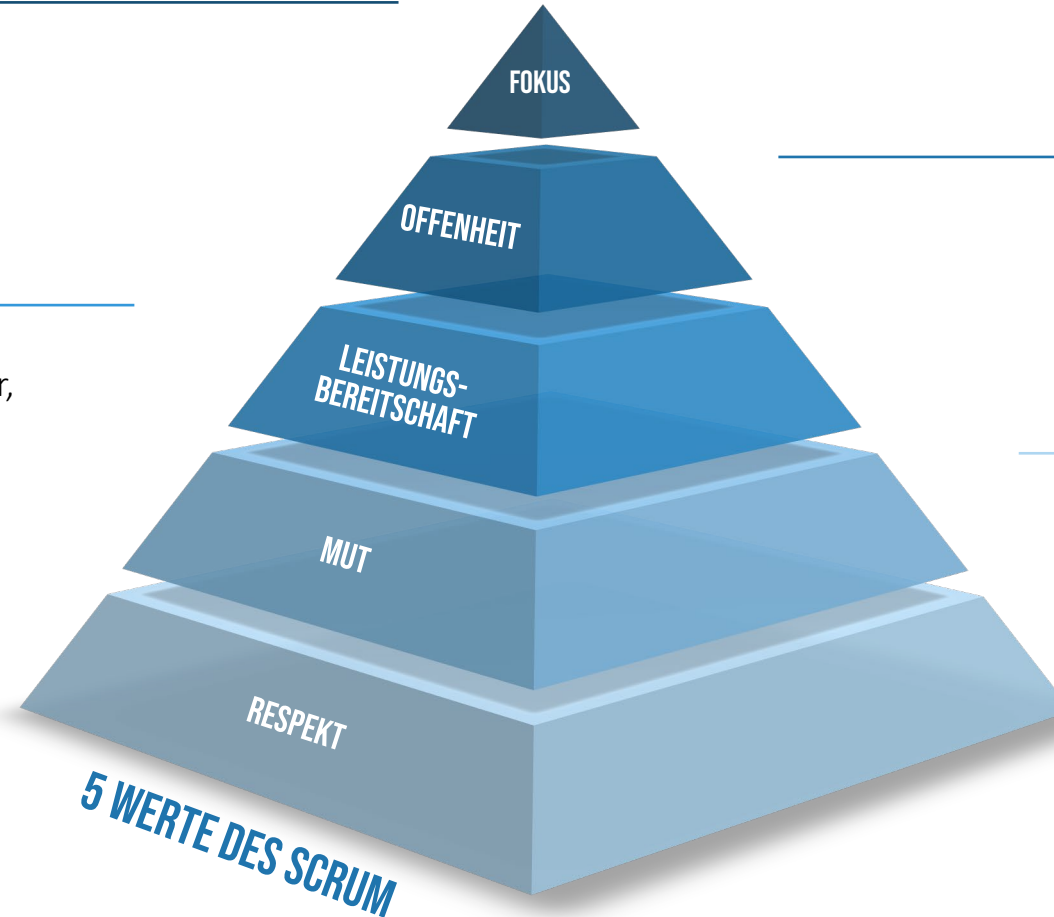 FOKUS
OFFENHEIT
LEISTUNGS-
BEREITSCHAFT
MUT
RESPEKT
5 WERTE DES SCRUM